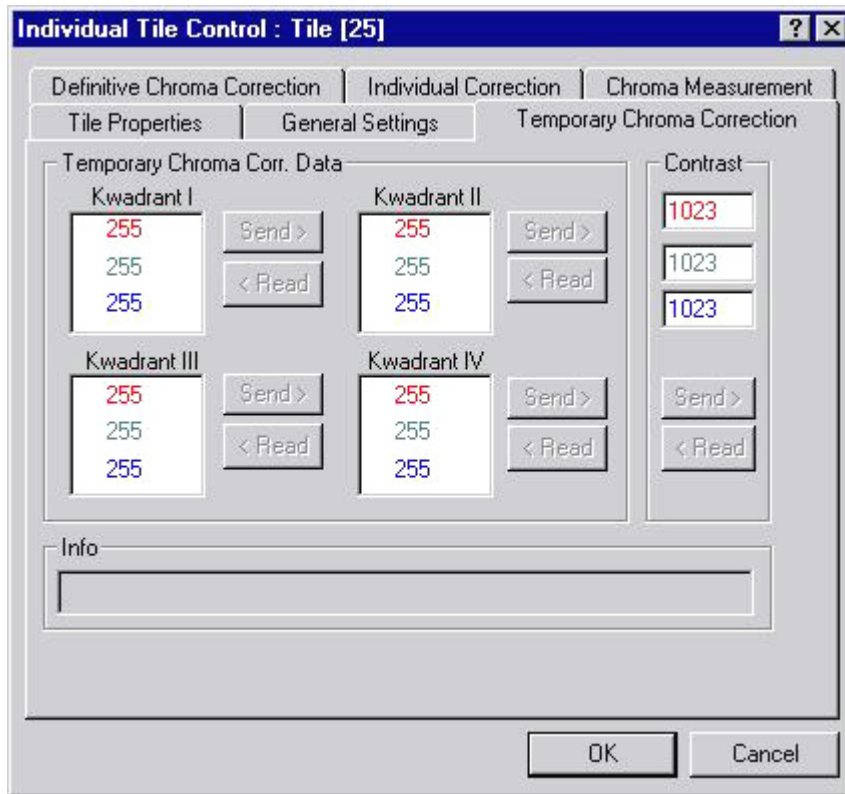 Individual Tile Control : Tile [25]
? X
Definitive Chroma Correction Individual Correction Chroma Measurement
Tile Properties General Settings Temporary Chroma Correction
Temporary Chroma Corr. Data
Kwadrant I
255
255
255
Send >
< Read
Kwadrant II
255
255
255
Send >
< Read
Kwadrant III
255
255
255
Send >
< Read
Kwadrant IV
255
255
255
Send >
< Read
Contrast
1023
1023
1023
Send >
< Read
Info
OK Cancel